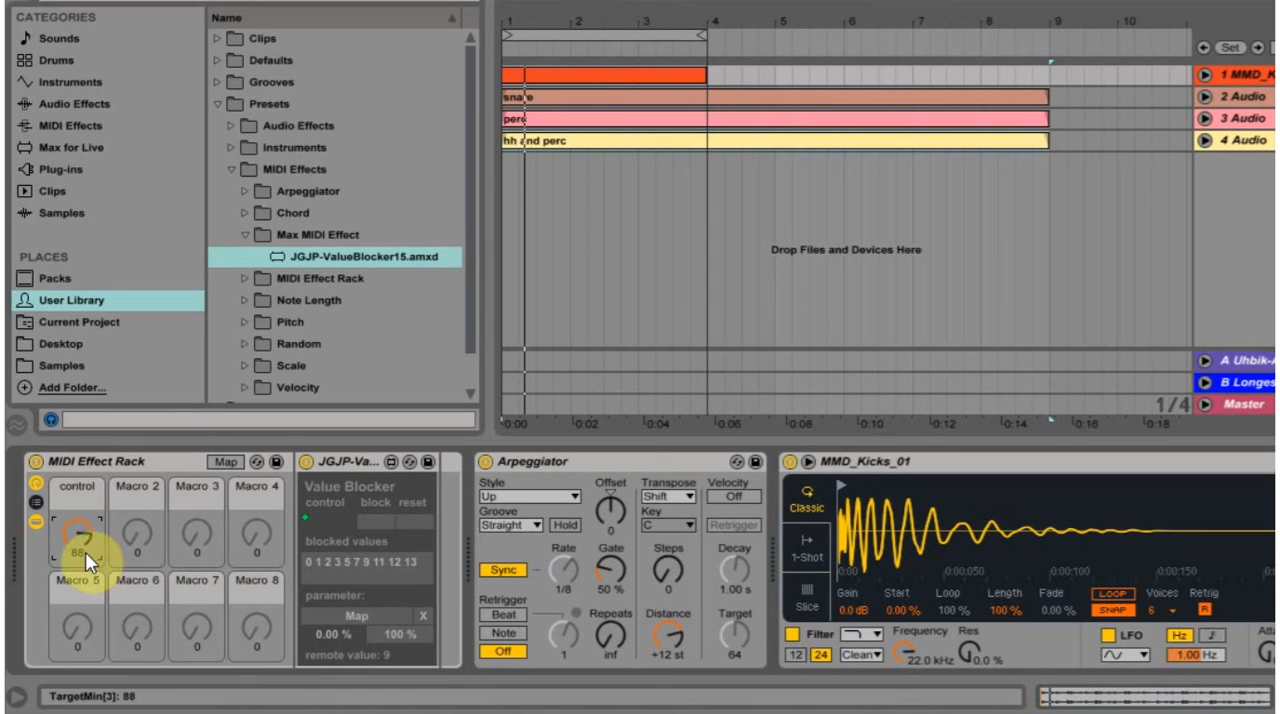 CATEGORIES
Sounds
Drums
Instruments
Audio Effects
MIDI Effects
Max for Live
Plug-ins
Clips
Samples
PLACES
Packs
User Library
Current Project
Desktop
Samples
Add Folder...
Name
Clips
Defaults
Grooves
Presets
Audio Effects
Instruments
MIDI Effects
Arpeggiator
Chord
Max MIDI Effect
JGJP-ValueBlocker15.amxd
MIDI Effect Rack
Note Length
Pitch
Random
Scale
Velocity
1 2 3 4 5 6 7 8 9 10
Set
snare
perc
hh and perc
1 MMD_K
2 Audio
3 Audio
4 Audio
Drop Files and Devices Here
A Uhbik-A
B Longes
1/4 Master
0:00 0:02 0:04 0:06 0:08 0:10 0:12 0:14 0:16 0:18
MIDI Effect Rack Map
control Macro 2 Macro 3 Macro 4
88 0 0 0
Macro 5 Macro 6 Macro 7 Macro 8
0 0 0 0
JGJP-Va...
Value Blocker
control block reset
blocked values
0 1 2 3 5 7 9 11 12 13
parameter:
Map X
0.00 % 100 %
remote value: 9
Arpeggiator
Style Offset Transpose Velocity
Up Shift Off
Groove Key
Straight Hold 0 C Retrigger
Rate Gate Steps Decay
Sync
1/8 50 % 0 1.00 s
Retrigger
Beat Repeats Distance Target
Note
Off 1 inf +12 st 64
MMD_Kicks_01
Classic
1-Shot
Slice
0:00 0:00:050 0:00:100 0:00:150
Gain Start Loop Length Fade LOOP Voices Retrig
0.0 dB 0.00 % 100 % 100 % 0.00 % SNAP 6 R
Filter Frequency Res LFO Hz
12 24 Clean 22.0 kHz 0.0 % 1.00 Hz
TargetMin[3]: 88